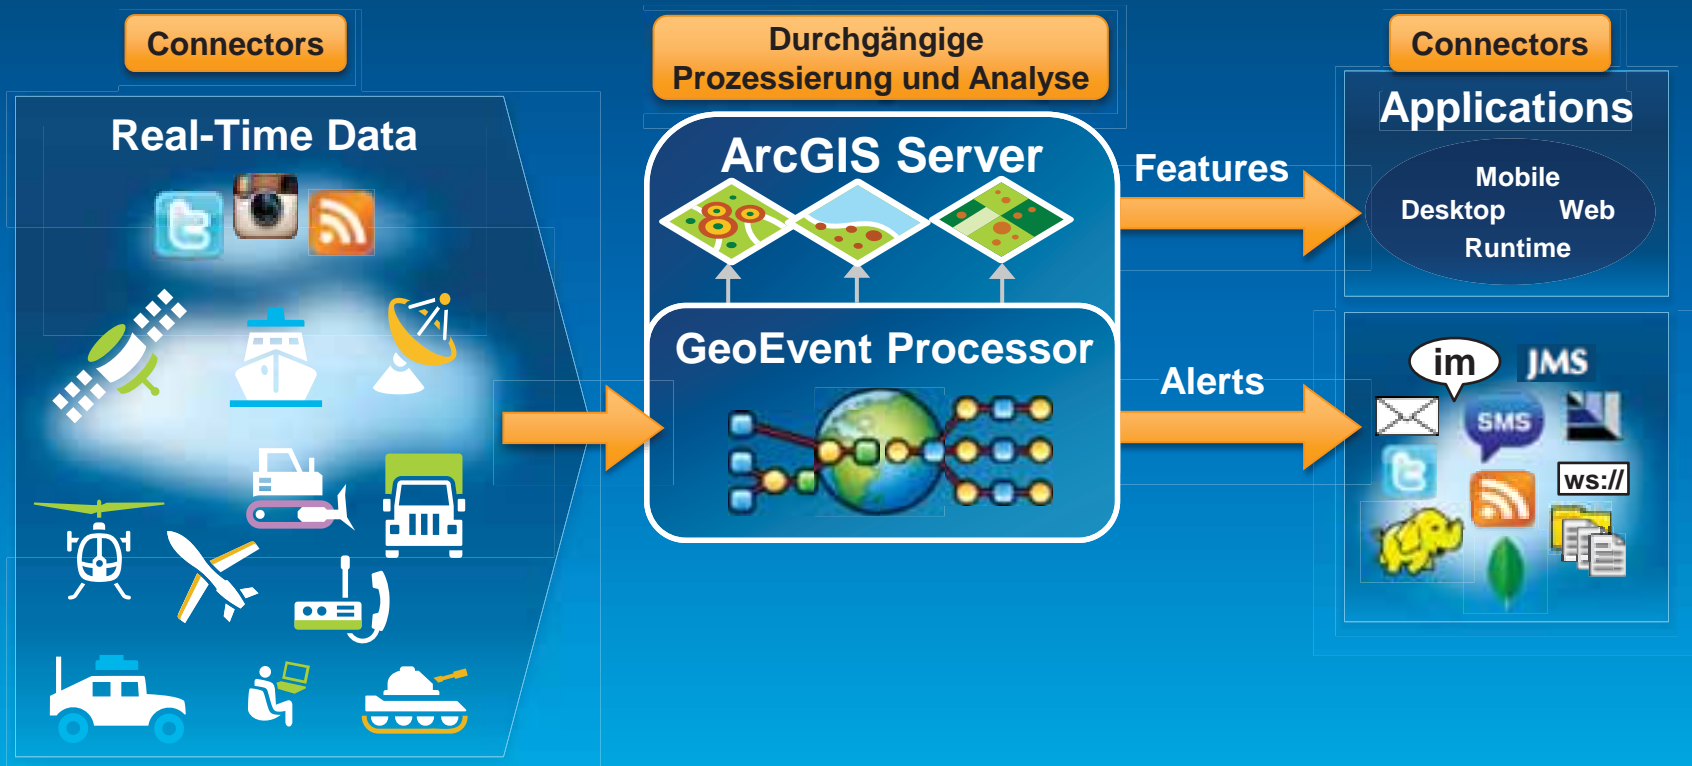 Connectors
Durchgängige
Prozessierung und Analyse
Connectors
Real-Time Data
ArcGIS Server
Features
Applications
Mobile
Desktop Web
Runtime
GeoEvent Processor
Alerts
im
JMS
SMS
ws://